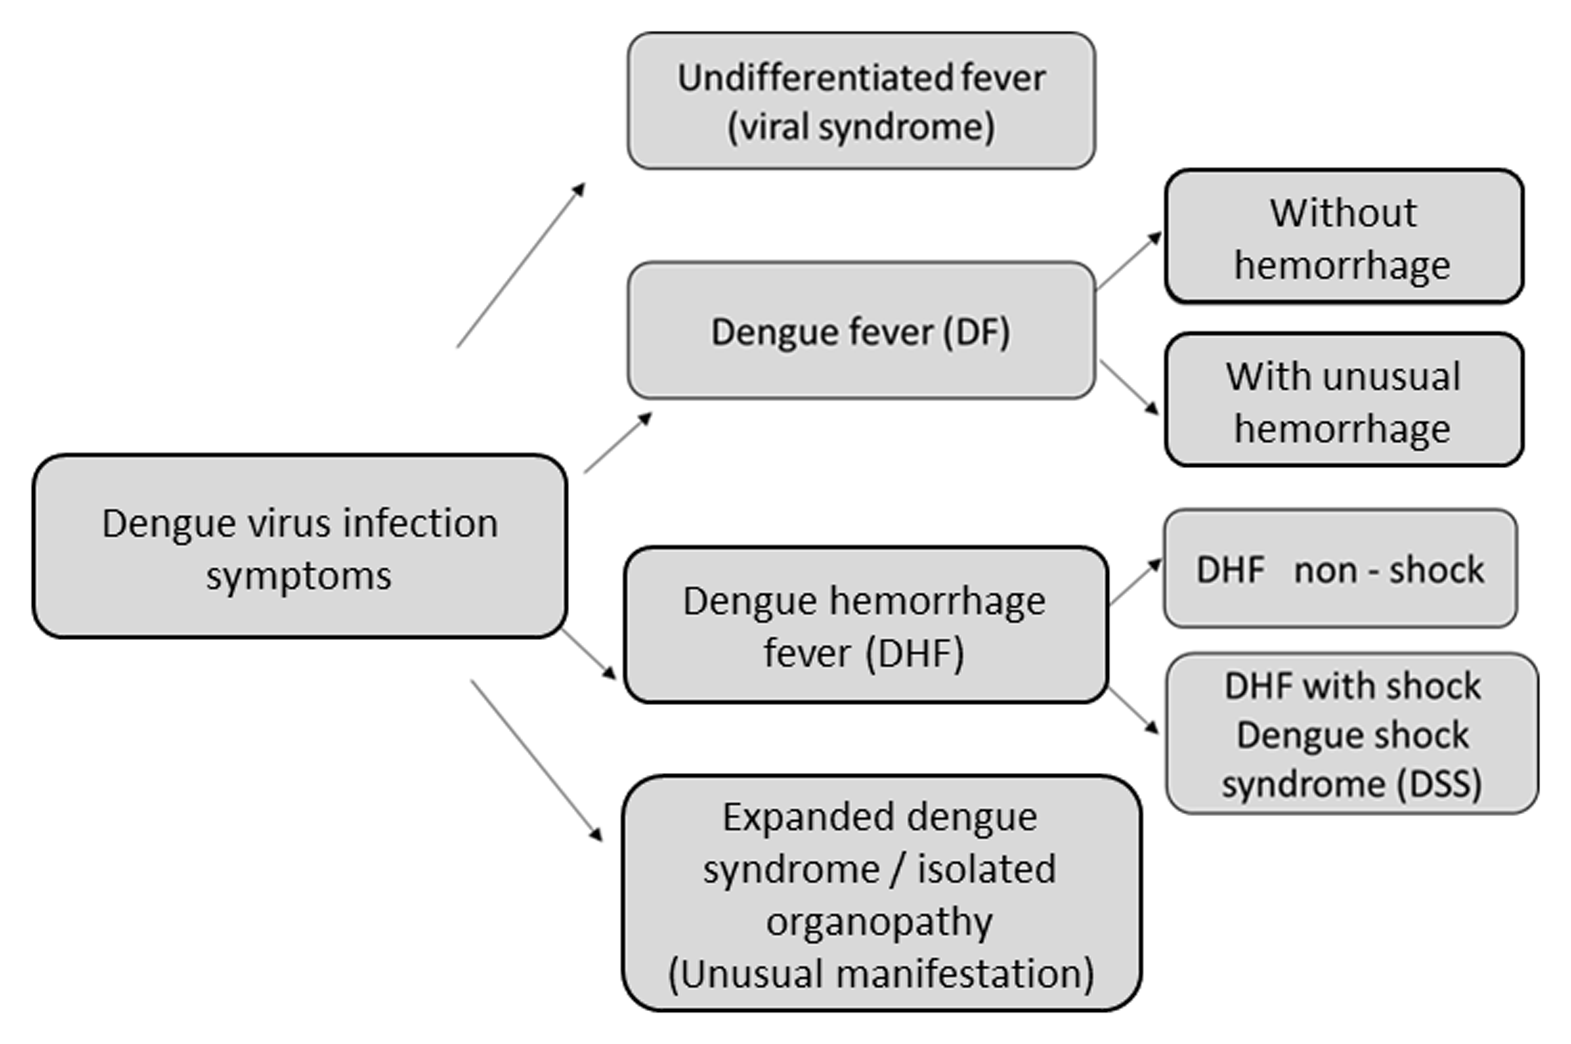 Undifferentiated fever
(viral syndrome)
Without
hemorrhage
Dengue fever (DF)
With unusual
hemorrhage
Dengue virus infection
symptoms
DHF non - shock
Dengue hemorrhage
fever (DHF)
DHF with shock
Dengue shock
syndrome (DSS)
Expanded dengue
syndrome / isolated
organopathy
(Unusual manifestation)